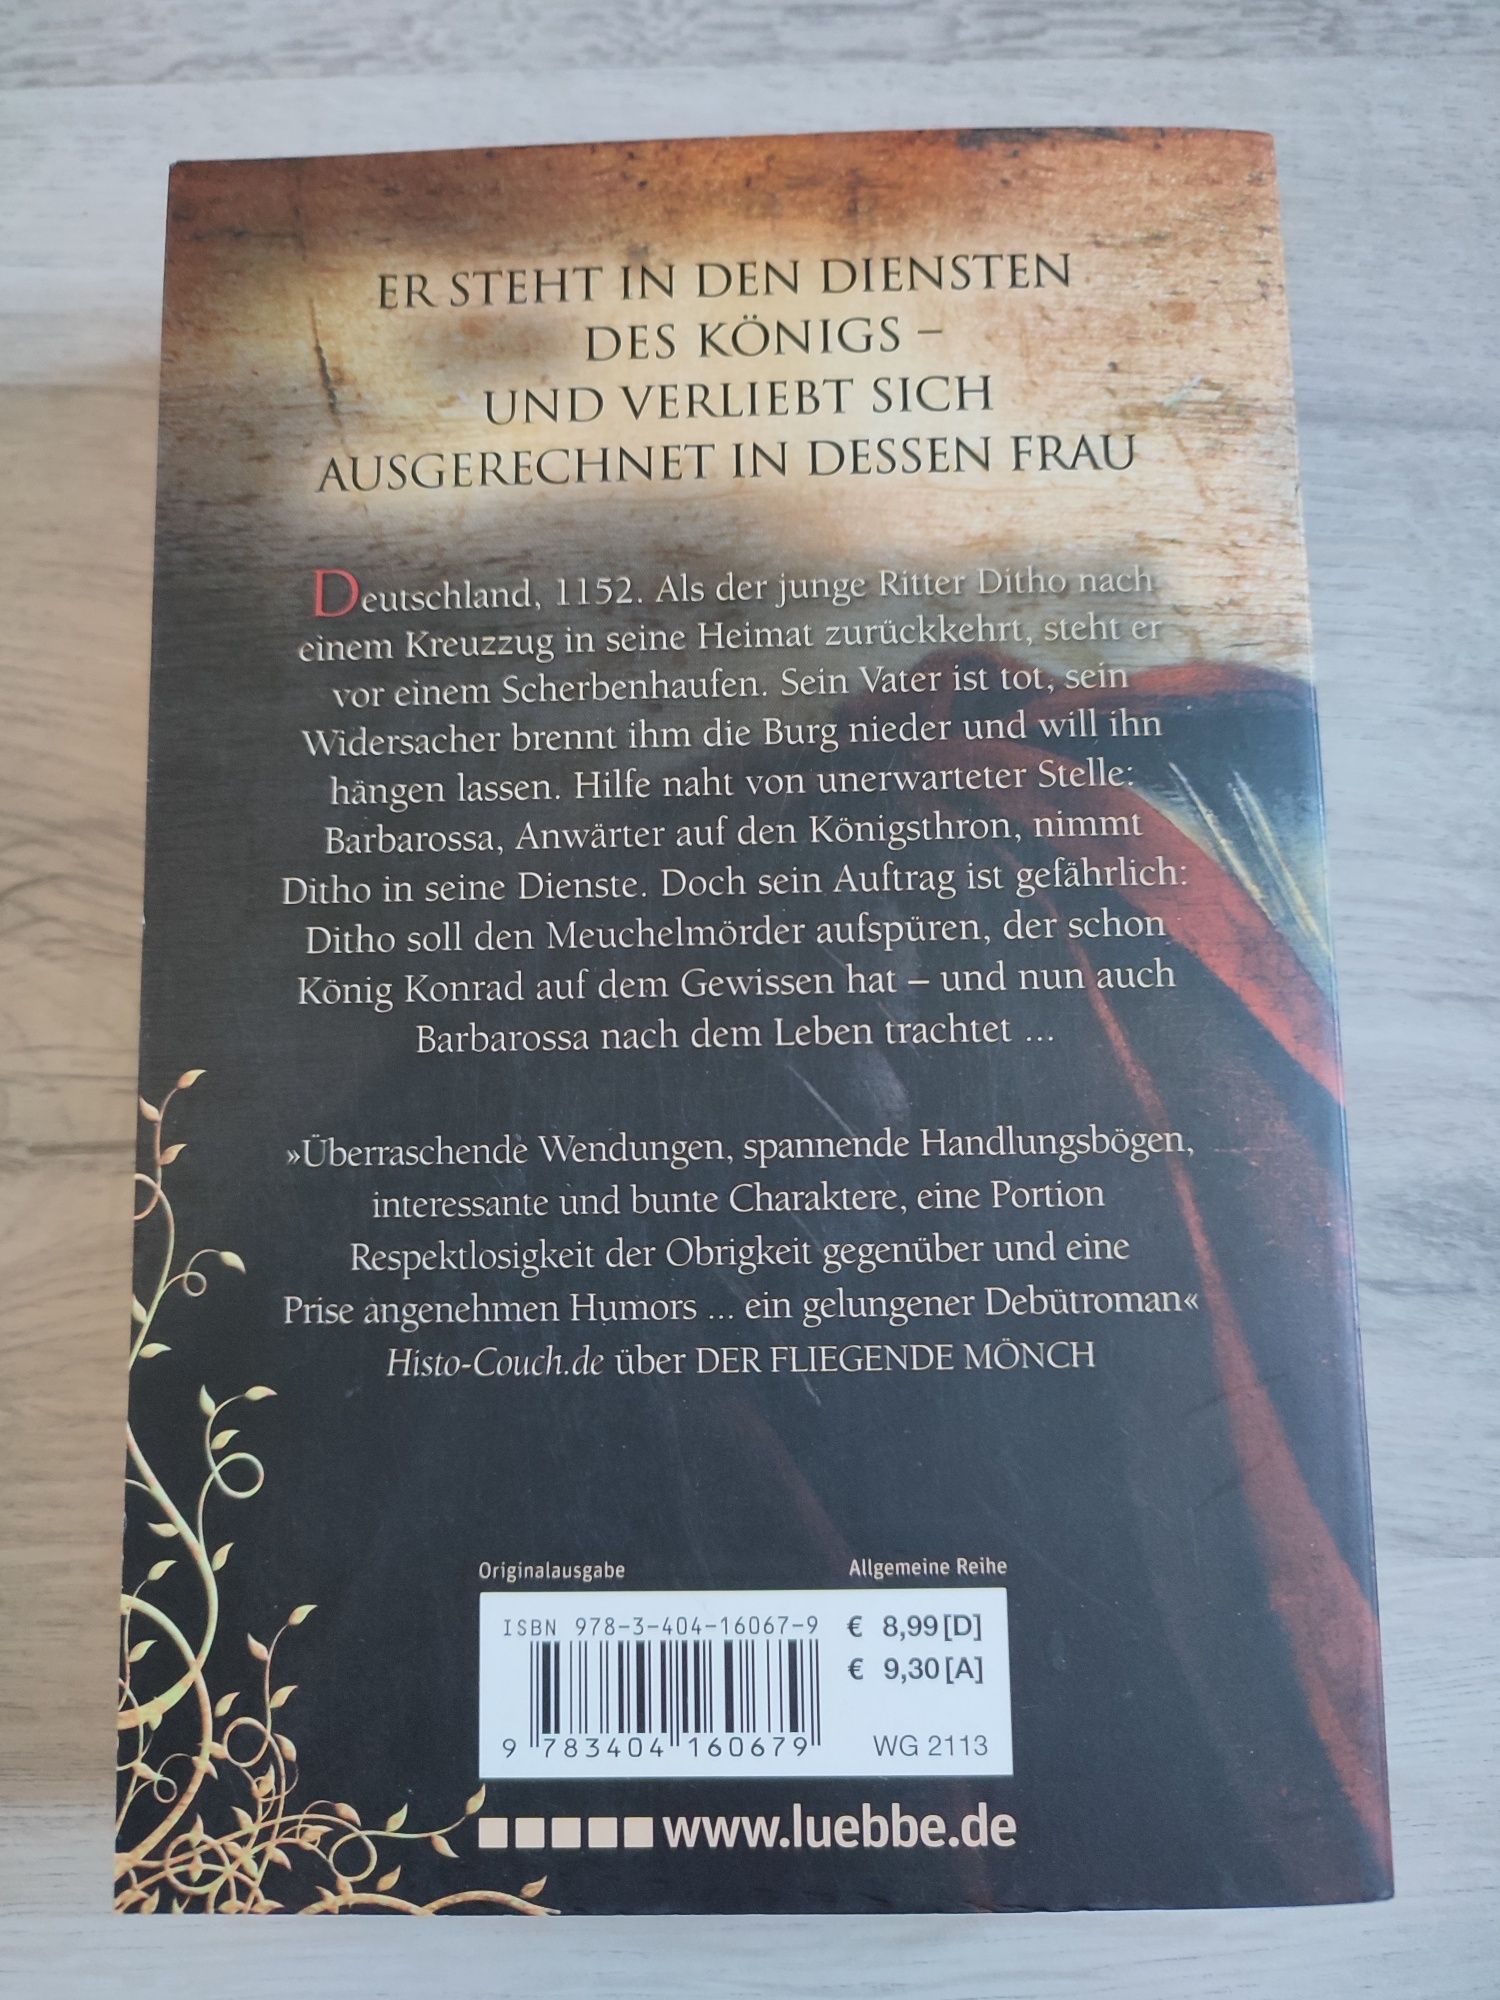 ER STEHT IN DEN DIENSTEN
DES KÖNIGS –
UND VERLIEBT SICH
AUSGERECHNET IN DESSEN FRAU
Deutschland, 1152. Als der junge Ritter Ditho nach
einem Kreuzzug in seine Heimat zurückkehrt, steht er
vor einem Scherbenhaufen. Sein Vater ist tot, sein
Widersacher brennt ihm die Burg nieder und will ihn
hängen lassen. Hilfe naht von unerwarteter Stelle:
Barbarossa, Anwärter auf den Königsthron, nimmt
Ditho in seine Dienste. Doch sein Auftrag ist gefährlich:
Ditho soll den Meuchelmörder aufspüren, der schon
König Konrad auf dem Gewissen hat – und nun auch
Barbarossa nach dem Leben trachtet ...
»Überraschende Wendungen, spannende Handlungsbögen,
interessante und bunte Charaktere, eine Portion
Respektlosigkeit der Obrigkeit gegenüber und eine
Prise angenehmen Humors ... ein gelungener Debütroman«
Histo-Couch.de über DER FLIEGENDE MÖNCH
Originalausgabe Allgemeine Reihe
ISBN 978-3-404-16067-9 € 8,99 [D]
€ 9,30 [A]
9 783404 160679 WG 2113
www.luebbe.de